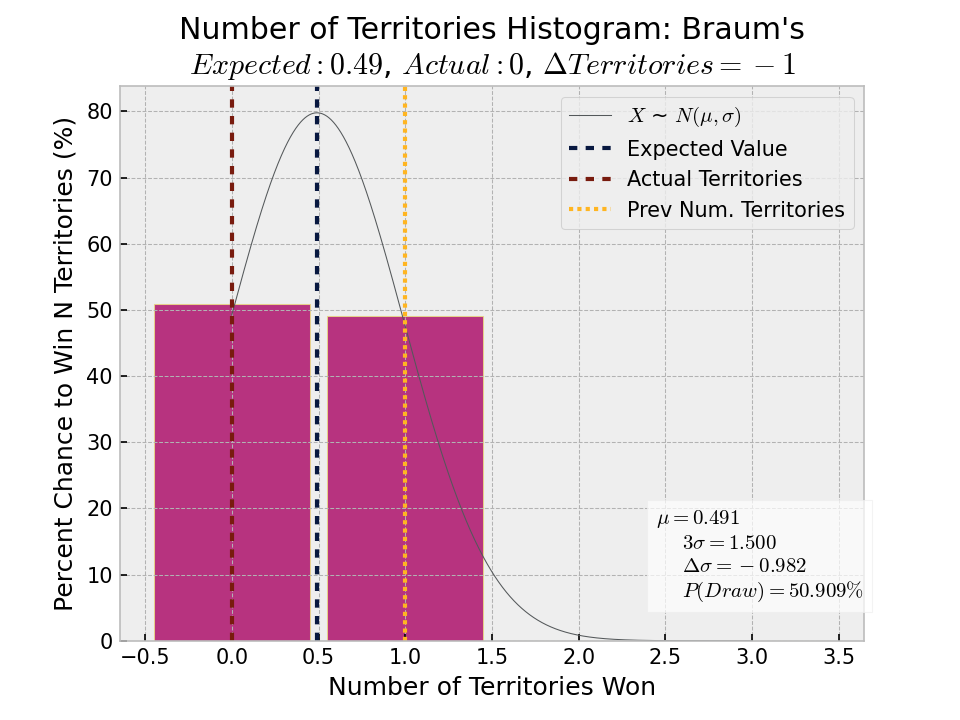 Number of Territories Histogram: Braum's
Expected : 0.49, Actual : 0, ΔTerritories = −1
Percent Chance to Win N Territories (%)
80
70
60
50
40
30
20
10
0
X ~ N(μ, σ)
Expected Value
Actual Territories
Prev Num. Territories
μ = 0.491
3σ = 1.500
Δσ = −0.982
P(Draw) = 50.909%
−0.5 0.0 0.5 1.0 1.5 2.0 2.5 3.0 3.5
Number of Territories Won